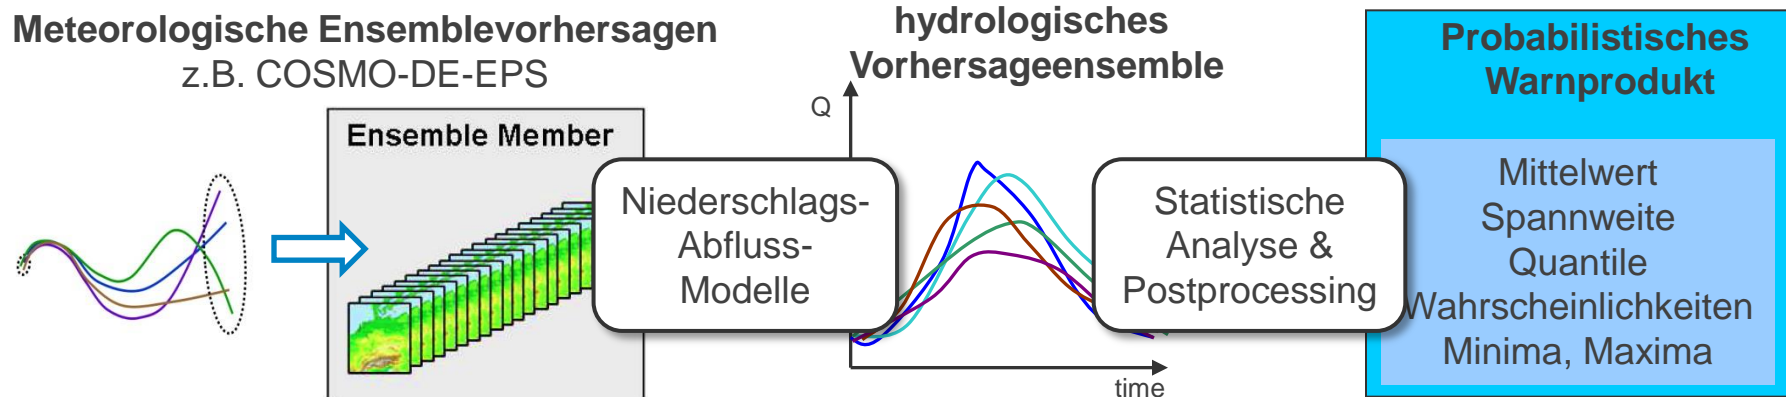 Meteorologische Ensemblevorhersagen
z.B. COSMO-DE-EPS
Ensemble Member
Niederschlags-
Abfluss-
Modelle
hydrologisches
Vorhersageensemble
Q
time
Statistische
Analyse &
Postprocessing
Probabilistisches
Warnprodukt
Mittelwert
Spannweite
Quantile
Wahrscheinlichkeiten
Minima, Maxima